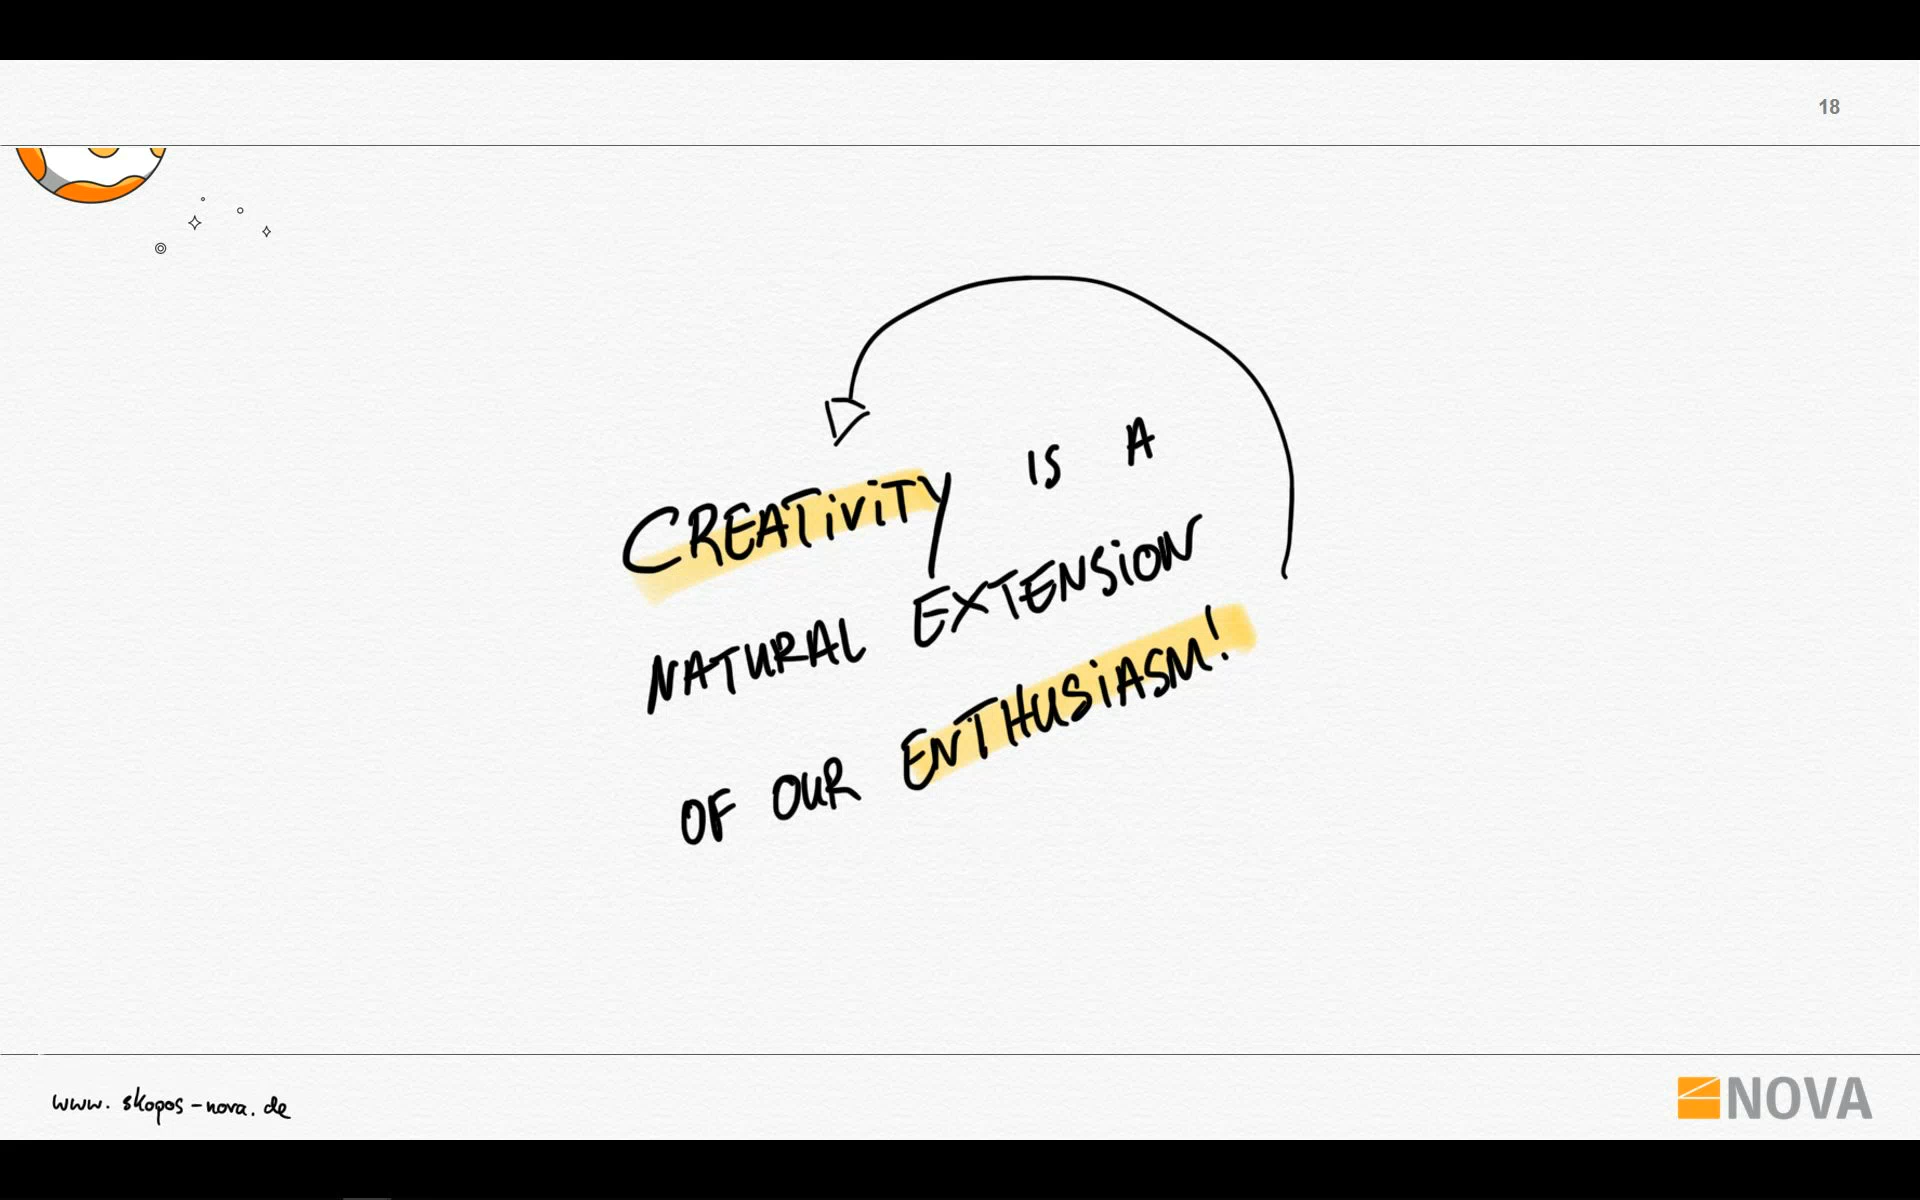 18
CREATIVITY IS A
NATURAL EXTENSION
OF OUR ENTHUSIASM!
www.skopos-nova.de
NOVA